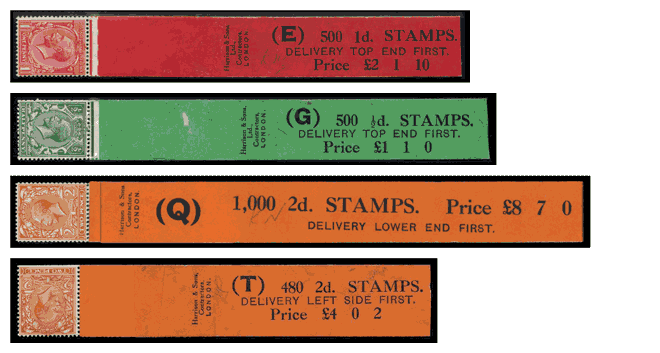 Harrison & Sons,
Ltd.
Contractors,
LONDON.
(E) 500 1d. STAMPS.
DELIVERY TOP END FIRST.
Price £2 1 10
Harrison & Sons,
Ltd.
Contractors,
LONDON.
(G) 500 ½d. STAMPS.
DELIVERY TOP END FIRST.
Price £1 1 0
Harrison & Sons
Contractors,
LONDON.
(Q) 1,000 2d. STAMPS. Price £8 7 0
DELIVERY LOWER END FIRST.
Harrison & Sons,
Contractors,
LONDON.
(T) 480 2d. STAMPS.
DELIVERY LEFT SIDE FIRST.
Price £4 0 2